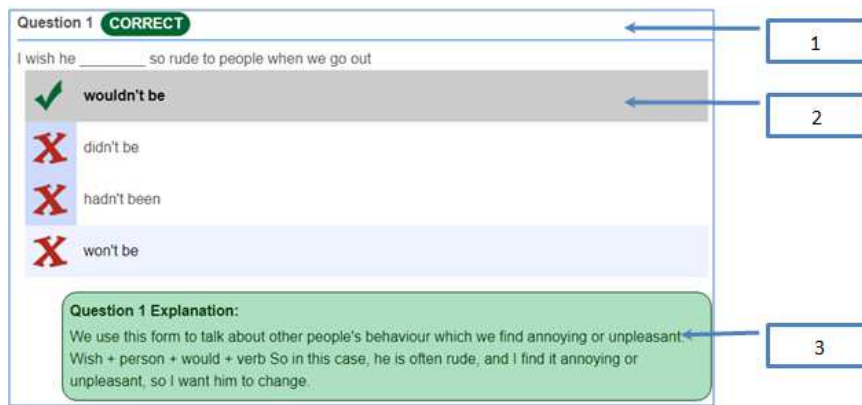 Question 1 CORRECT
1
I wish he ________ so rude to people when we go out
wouldn't be
2
didn't be
hadn't been
won't be
Question 1 Explanation:
We use this form to talk about other people's behaviour which we find annoying or unpleasant.
Wish + person + would + verb So in this case, he is often rude, and I find it annoying or
unpleasant, so I want him to change.
3